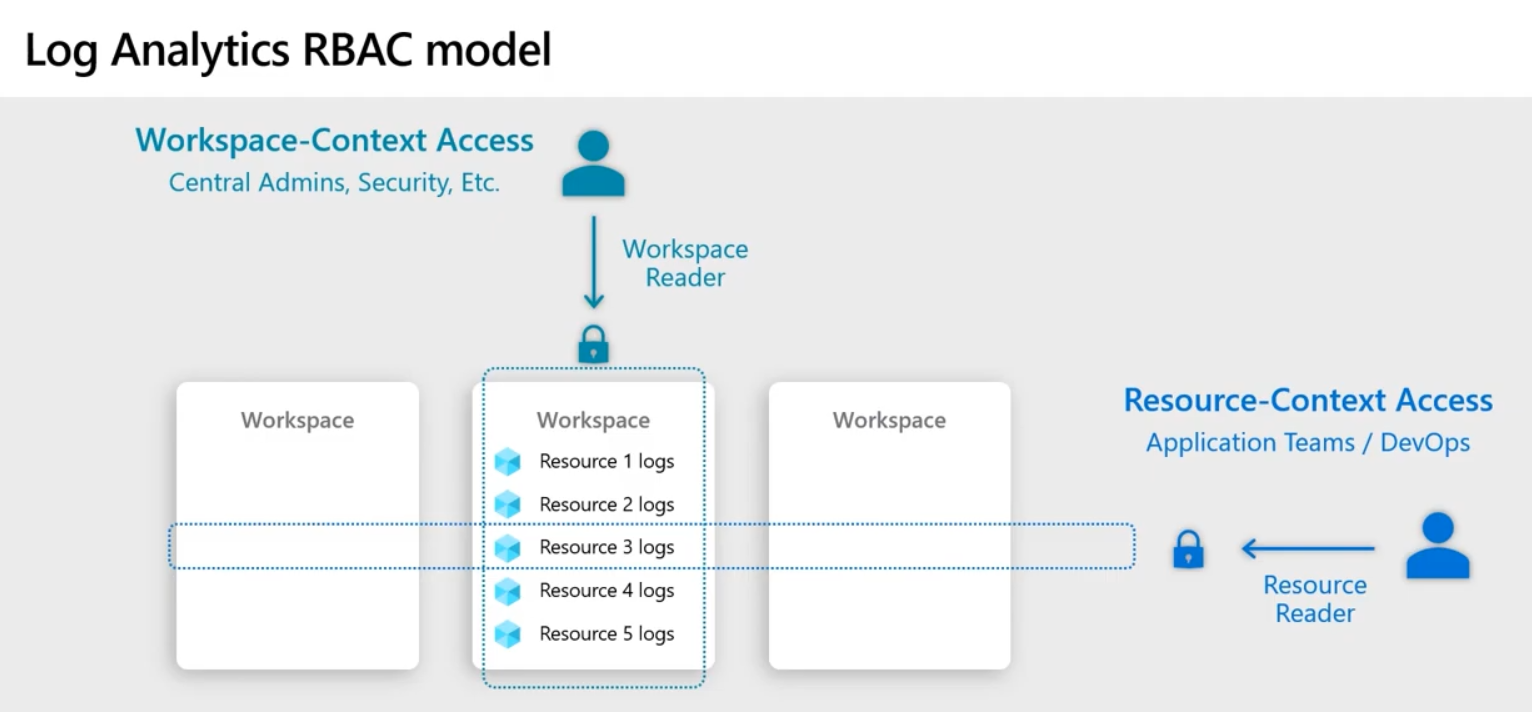 Log Analytics RBAC model
Workspace-Context Access
Central Admins, Security, Etc.
Workspace
Reader
Workspace
Workspace
Resource 1 logs
Resource 2 logs
Resource 3 logs
Resource 4 logs
Resource 5 logs
Workspace
Resource-Context Access
Application Teams / DevOps
Resource
Reader